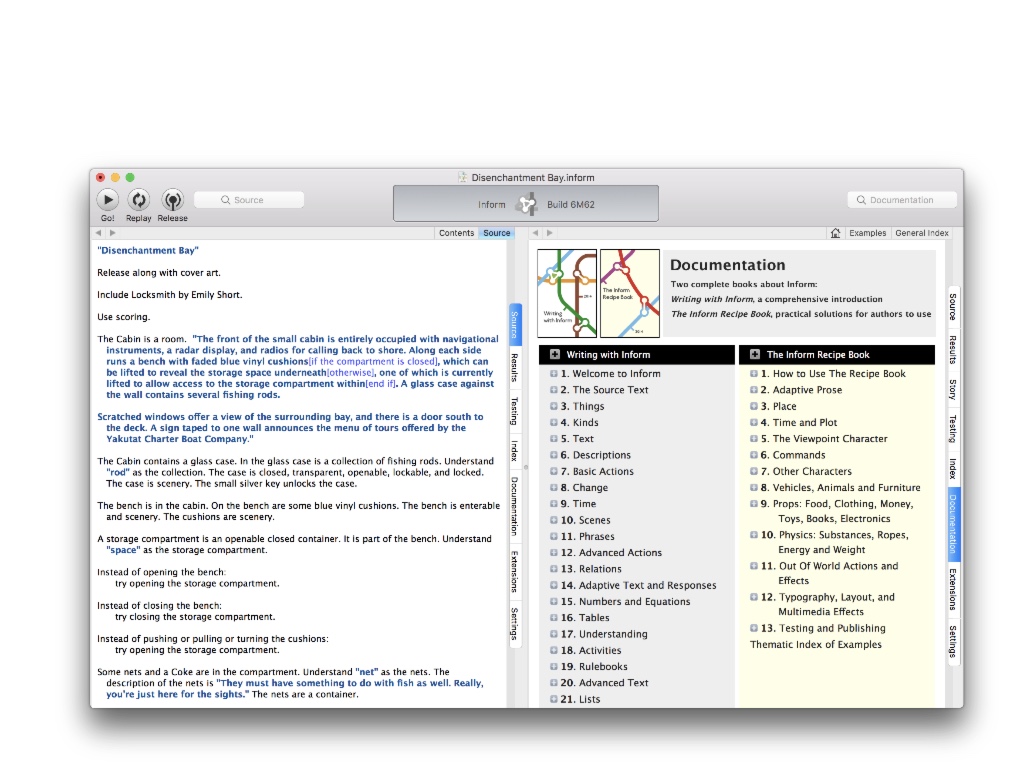 Disenchantment Bay.inform
Source
Inform
Build 6M62
Documentation
Go!
Replay
Release
Contents
Source
Examples
General Index
"Disenchantment Bay"
Release along with cover art.
Include Locksmith by Emily Short.
Use scoring.
The Cabin is a room. "The front of the small cabin is entirely occupied with navigational
instruments, a radar display, and radios for calling back to shore. Along each side
runs a bench with faded blue vinyl cushions[if the compartment is closed], which can
be lifted to reveal the storage space underneath[otherwise], one of which is currently
lifted to allow access to the storage compartment within[end if]. A glass case against
the wall contains several fishing rods.
Scratched windows offer a view of the surrounding bay, and there is a door south to
the deck. A sign taped to one wall announces the menu of tours offered by the
Yakutat Charter Boat Company."
The Cabin contains a glass case. In the glass case is a collection of fishing rods. Understand
"rod" as the collection. The case is closed, transparent, openable, lockable, and locked.
The case is scenery. The small silver key unlocks the case.
The bench is in the cabin. On the bench are some blue vinyl cushions. The bench is enterable
and scenery. The cushions are scenery.
A storage compartment is an openable closed container. It is part of the bench. Understand
"space" as the storage compartment.
Instead of opening the bench:
try opening the storage compartment.
Instead of closing the bench:
try closing the storage compartment.
Instead of pushing or pulling or turning the cushions:
try opening the storage compartment.
Some nets and a Coke are in the compartment. Understand "net" as the nets. The
description of the nets is "They must have something to do with fish as well. Really,
you're just here for the sights." The nets are a container.
Source
Results
Testing
Index
Documentation
Extensions
Settings
Writing
with Inform
The Inform
Recipe Book
Documentation
Two complete books about Inform:
Writing with Inform, a comprehensive introduction
The Inform Recipe Book, practical solutions for authors to use
Writing with Inform
1. Welcome to Inform
2. The Source Text
3. Things
4. Kinds
5. Text
6. Descriptions
7. Basic Actions
8. Change
9. Time
10. Scenes
11. Phrases
12. Advanced Actions
13. Relations
14. Adaptive Text and Responses
15. Numbers and Equations
16. Tables
17. Understanding
18. Activities
19. Rulebooks
20. Advanced Text
21. Lists
The Inform Recipe Book
1. How to Use The Recipe Book
2. Adaptive Prose
3. Place
4. Time and Plot
5. The Viewpoint Character
6. Commands
7. Other Characters
8. Vehicles, Animals and Furniture
9. Props: Food, Clothing, Money,
Toys, Books, Electronics
10. Physics: Substances, Ropes,
Energy and Weight
11. Out Of World Actions and
Effects
12. Typography, Layout, and
Multimedia Effects
13. Testing and Publishing
Thematic Index of Examples
Source
Results
Story
Testing
Index
Documentation
Extensions
Settings